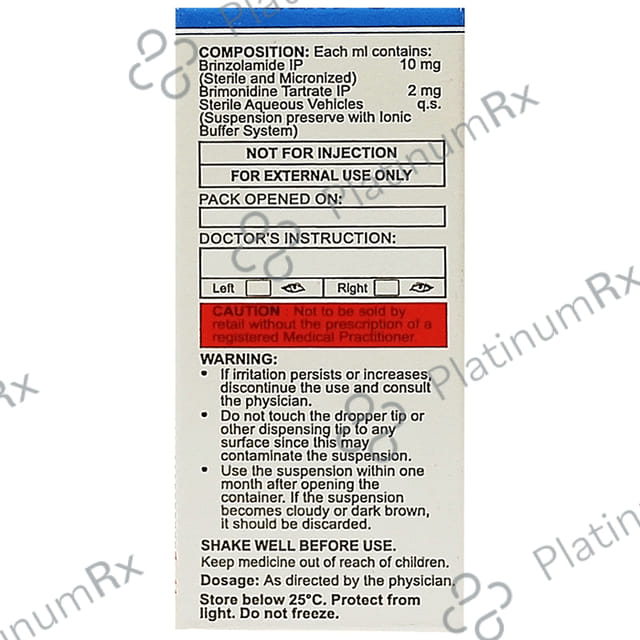 COMPOSITION: Each ml contains:
Brinzolamide IP 10 mg
(Sterile and Micronized)
Brimonidine Tartrate IP 2 mg
Sterile Aqueous Vehicles q.s.
(Suspension preserve with Ionic
Buffer System)
NOT FOR INJECTION
FOR EXTERNAL USE ONLY
PACK OPENED ON:
DOCTOR'S INSTRUCTION:
Left Right
CAUTION : Not to be sold by
retail without the prescription of a
registered Medical Practitioner.
WARNING:
• If irritation persists or increases,
discontinue the use and consult
the physician.
• Do not touch the dropper tip or
other dispensing tip to any
surface since this may
contaminate the suspension.
• Use the suspension within one
month after opening the
container. If the suspension
becomes cloudy or dark brown,
it should be discarded.
SHAKE WELL BEFORE USE.
Keep medicine out of reach of children.
Dosage: As directed by the physician.
Store below 25°C. Protect from
light. Do not freeze.
PlatinumRx
PlatinumRx
PlatinumRx
Rx
inumRx
Platinum